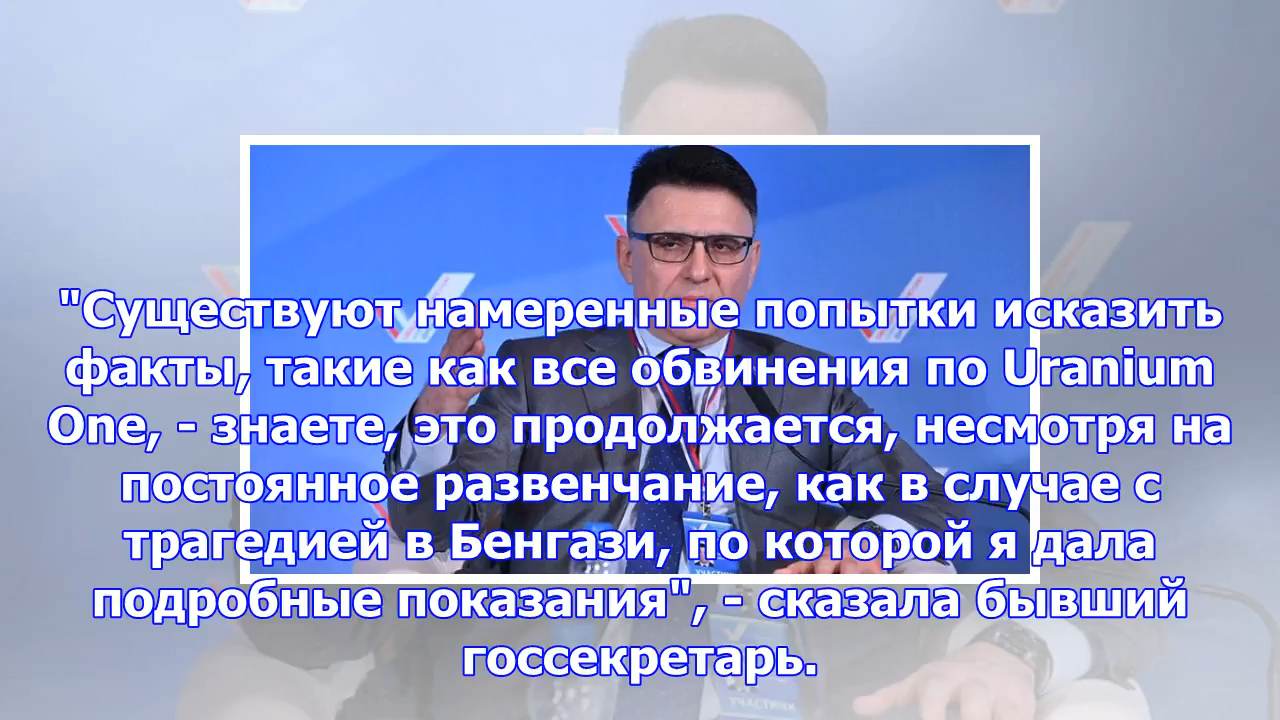 "Существуют намеренные попытки исказить
факты, такие как все обвинения по Uranium
One, - знаете, это продолжается, несмотря на
постоянное развенчание, как в случае с
трагедией в Бенгази, по которой я дала
подробные показания", - сказала бывший
госсекретарь.
УЧАСТНИК